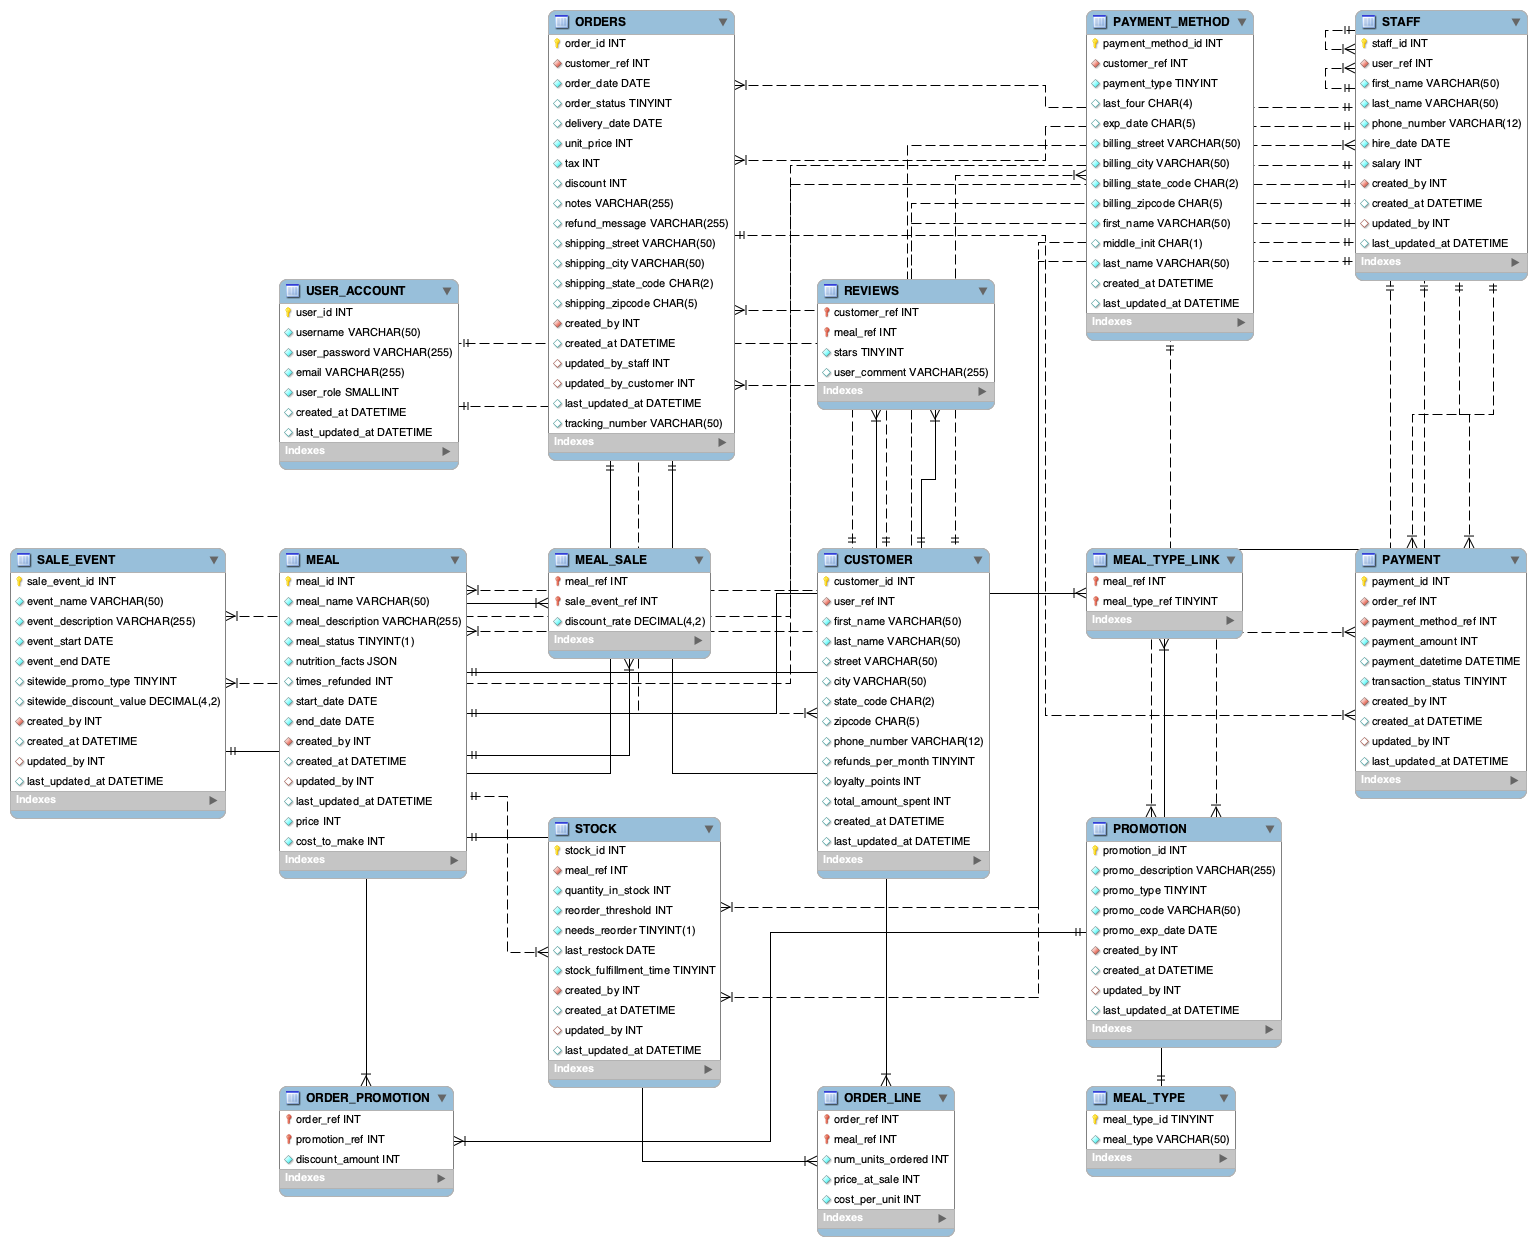 ORDERS
order_id INT
customer_ref INT
order_date DATE
order_status TINYINT
delivery_date DATE
unit_price INT
tax INT
discount INT
notes VARCHAR(255)
refund_message VARCHAR(255)
shipping_street VARCHAR(50)
shipping_city VARCHAR(50)
shipping_state_code CHAR(2)
shipping_zipcode CHAR(5)
created_by INT
created_at DATETIME
updated_by_staff INT
updated_by_customer INT
last_updated_at DATETIME
tracking_number VARCHAR(50)
Indexes
PAYMENT_METHOD
payment_method_id INT
customer_ref INT
payment_type TINYINT
last_four CHAR(4)
exp_date CHAR(5)
billing_street VARCHAR(50)
billing_city VARCHAR(50)
billing_state_code CHAR(2)
billing_zipcode CHAR(5)
first_name VARCHAR(50)
middle_init CHAR(1)
last_name VARCHAR(50)
created_at DATETIME
last_updated_at DATETIME
Indexes
STAFF
staff_id INT
user_ref INT
first_name VARCHAR(50)
last_name VARCHAR(50)
phone_number VARCHAR(12)
hire_date DATE
salary INT
created_by INT
created_at DATETIME
updated_by INT
last_updated_at DATETIME
Indexes
USER_ACCOUNT
user_id INT
username VARCHAR(50)
user_password VARCHAR(255)
email VARCHAR(255)
user_role SMALLINT
created_at DATETIME
last_updated_at DATETIME
Indexes
REVIEWS
customer_ref INT
meal_ref INT
stars TINYINT
user_comment VARCHAR(255)
Indexes
SALE_EVENT
sale_event_id INT
event_name VARCHAR(50)
event_description VARCHAR(255)
event_start DATE
event_end DATE
sitewide_promo_type TINYINT
sitewide_discount_value DECIMAL(4,2)
created_by INT
created_at DATETIME
updated_by INT
last_updated_at DATETIME
Indexes
MEAL
meal_id INT
meal_name VARCHAR(50)
meal_description VARCHAR(255)
meal_status TINYINT(1)
nutrition_facts JSON
times_refunded INT
start_date DATE
end_date DATE
created_by INT
created_at DATETIME
updated_by INT
last_updated_at DATETIME
price INT
cost_to_make INT
Indexes
MEAL_SALE
meal_ref INT
sale_event_ref INT
discount_rate DECIMAL(4,2)
Indexes
CUSTOMER
customer_id INT
user_ref INT
first_name VARCHAR(50)
last_name VARCHAR(50)
street VARCHAR(50)
city VARCHAR(50)
state_code CHAR(2)
zipcode CHAR(5)
phone_number VARCHAR(12)
refunds_per_month TINYINT
loyalty_points INT
total_amount_spent INT
created_at DATETIME
last_updated_at DATETIME
Indexes
MEAL_TYPE_LINK
meal_ref INT
meal_type_ref TINYINT
Indexes
PAYMENT
payment_id INT
order_ref INT
payment_method_ref INT
payment_amount INT
payment_datetime DATETIME
transaction_status TINYINT
created_by INT
created_at DATETIME
updated_by INT
last_updated_at DATETIME
Indexes
STOCK
stock_id INT
meal_ref INT
quantity_in_stock INT
reorder_threshold INT
needs_reorder TINYINT(1)
last_restock DATE
stock_fulfillment_time TINYINT
created_by INT
created_at DATETIME
updated_by INT
last_updated_at DATETIME
Indexes
PROMOTION
promotion_id INT
promo_description VARCHAR(255)
promo_type TINYINT
promo_code VARCHAR(50)
promo_exp_date DATE
created_by INT
created_at DATETIME
updated_by INT
last_updated_at DATETIME
Indexes
ORDER_PROMOTION
order_ref INT
promotion_ref INT
discount_amount INT
Indexes
ORDER_LINE
order_ref INT
meal_ref INT
num_units_ordered INT
price_at_sale INT
cost_per_unit INT
Indexes
MEAL_TYPE
meal_type_id TINYINT
meal_type VARCHAR(50)
Indexes